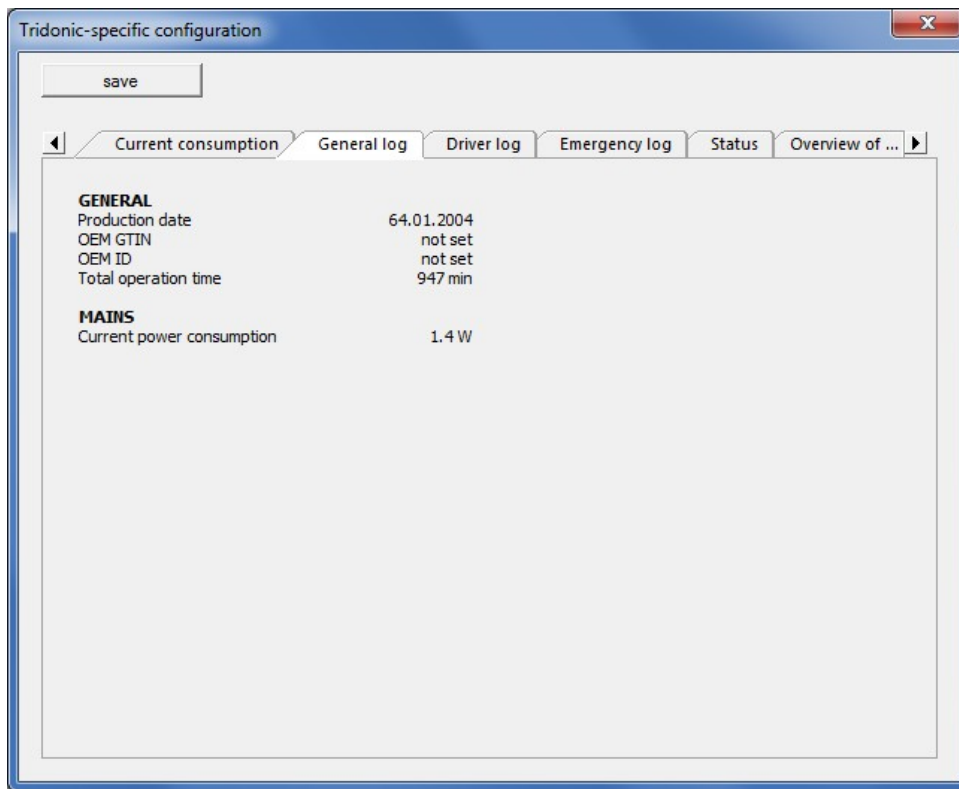 Tridonic-specific configuration
save
Current consumption General log Driver log Emergency log Status Overview of ...
GENERAL
Production date 64.01.2004
OEM GTIN not set
OEM ID not set
Total operation time 947 min
MAINS
Current power consumption 1.4 W